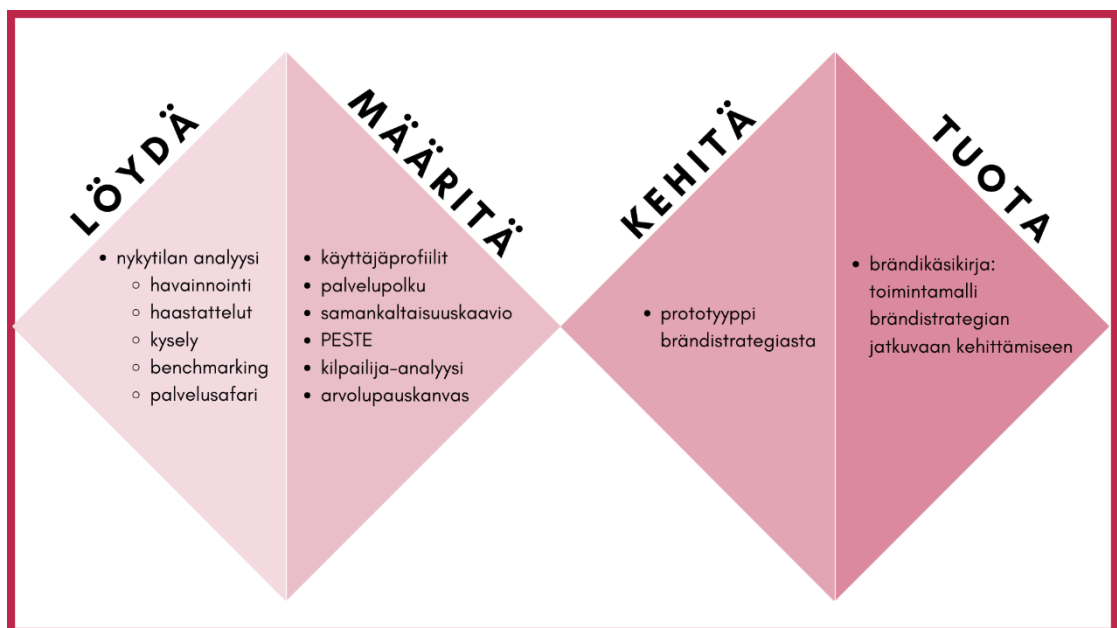 LÖYDÄ
• nykytilan analyysi
◦ havainnointi
◦ haastattelut
◦ kysely
◦ benchmarking
◦ palvelusafari
MÄÄRITÄ
• käyttäjäprofiilit
• palvelupolku
• samankaltaisuuskaavio
• PESTE
• kilpailija-analyysi
• arvolupauskanvas
KEHITÄ
• prototyyppi
brändistrategiasta
TUOTA
• brändikäsikirja:
toimintamalli
brändistrategian
jatkuvaan kehittämiseen